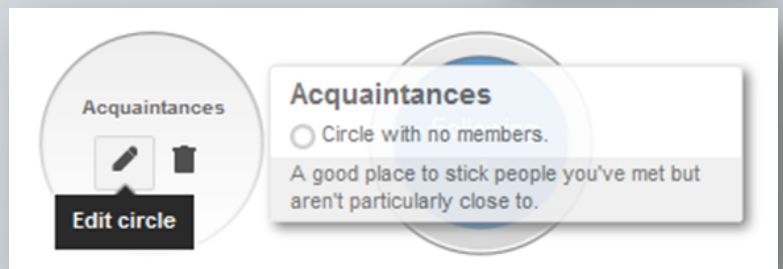 Acquaintances
Edit circle
Acquaintances
Circle with no members.
A good place to stick people you've met but
aren't particularly close to.